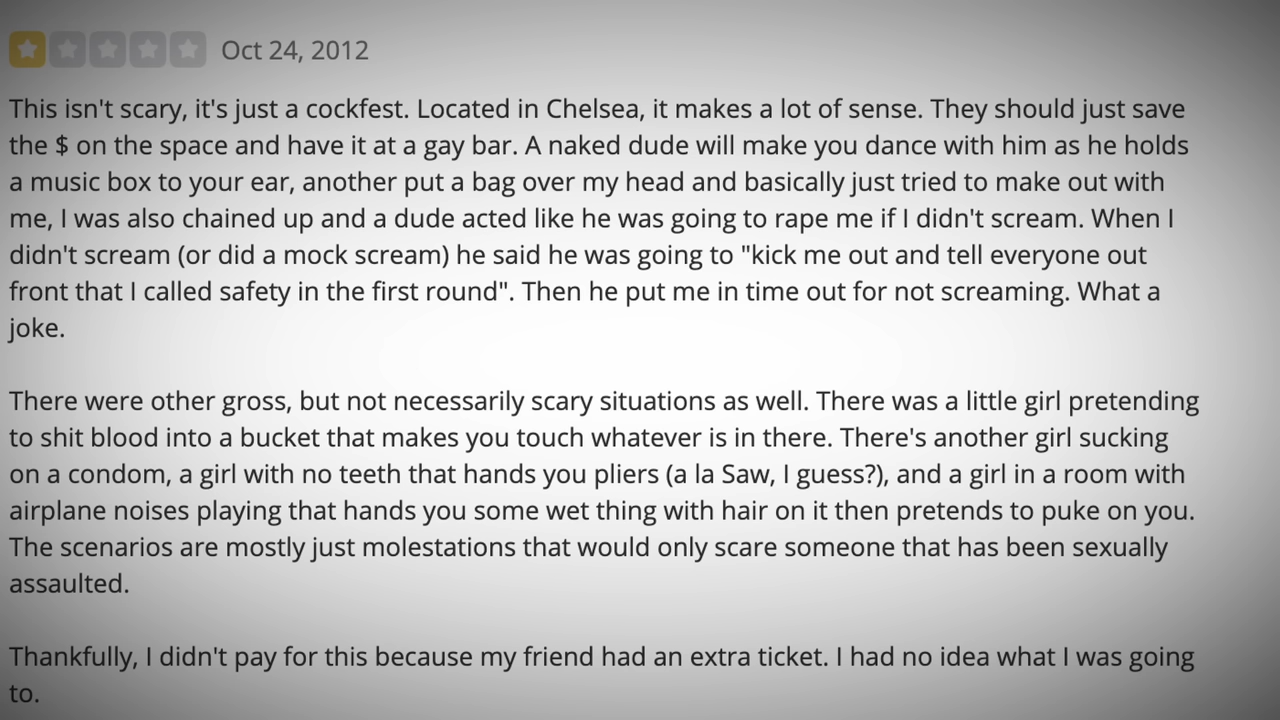 Oct 24, 2012
This isn't scary, it's just a cockfest. Located in Chelsea, it makes a lot of sense. They should just save
the $ on the space and have it at a gay bar. A naked dude will make you dance with him as he holds
a music box to your ear, another put a bag over my head and basically just tried to make out with
me, I was also chained up and a dude acted like he was going to rape me if I didn't scream. When I
didn't scream (or did a mock scream) he said he was going to "kick me out and tell everyone out
front that I called safety in the first round". Then he put me in time out for not screaming. What a
joke.
There were other gross, but not necessarily scary situations as well. There was a little girl pretending
to shit blood into a bucket that makes you touch whatever is in there. There's another girl sucking
on a condom, a girl with no teeth that hands you pliers (a la Saw, I guess?), and a girl in a room with
airplane noises playing that hands you some wet thing with hair on it then pretends to puke on you.
The scenarios are mostly just molestations that would only scare someone that has been sexually
assaulted.
Thankfully, I didn't pay for this because my friend had an extra ticket. I had no idea what I was going
to.